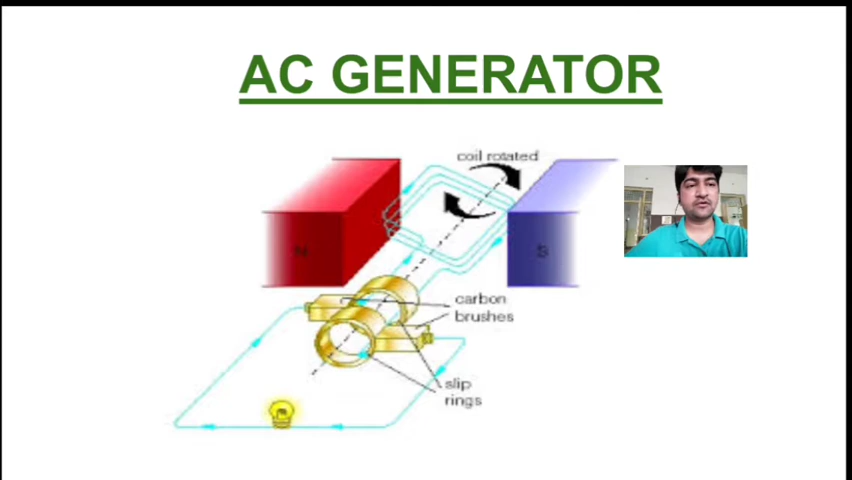 AC GENERATOR
coil rotated
N
S
carbon
brushes
slip
rings